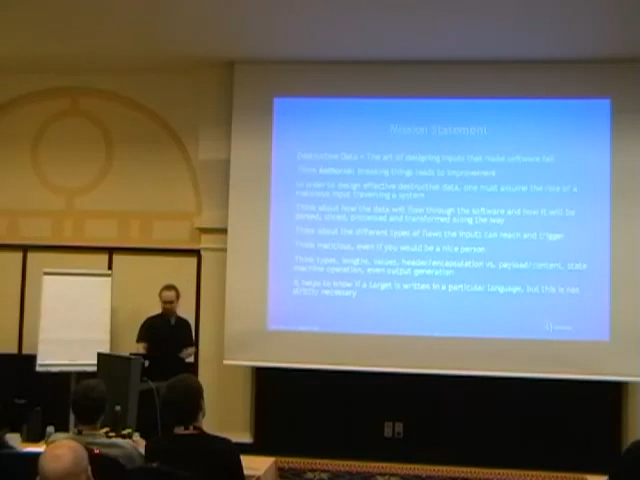 Mission Statement
Destructive Data = The art of designing inputs that make software fail
Think Bathorian: Breaking things leads to improvement
In order to design effective destructive data, one must assume the role of a
malicious input traversing a system
Think about how the data will flow through the software and how it will be
parsed, sliced, processed and transformed along the way
Think about the different types of flaws the inputs can reach and trigger
Think malicious, even if you would be a nice person
Think types, lengths, values, header/encapsulation vs. payload/content, state
machine operation, even output generation
It helps to know if a target is written in a particular language, but this is not
strictly necessary